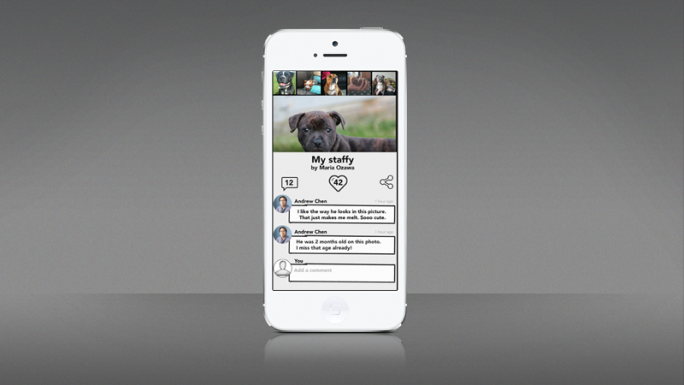 My staffy
by Maria Ozawa
12
42
Andrew Chen
I like the way he looks in this picture.
That just makes me melt. Sooo cute.
Andrew Chen
He was 2 months old on this photo.
I miss that age already!
You
Add a comment